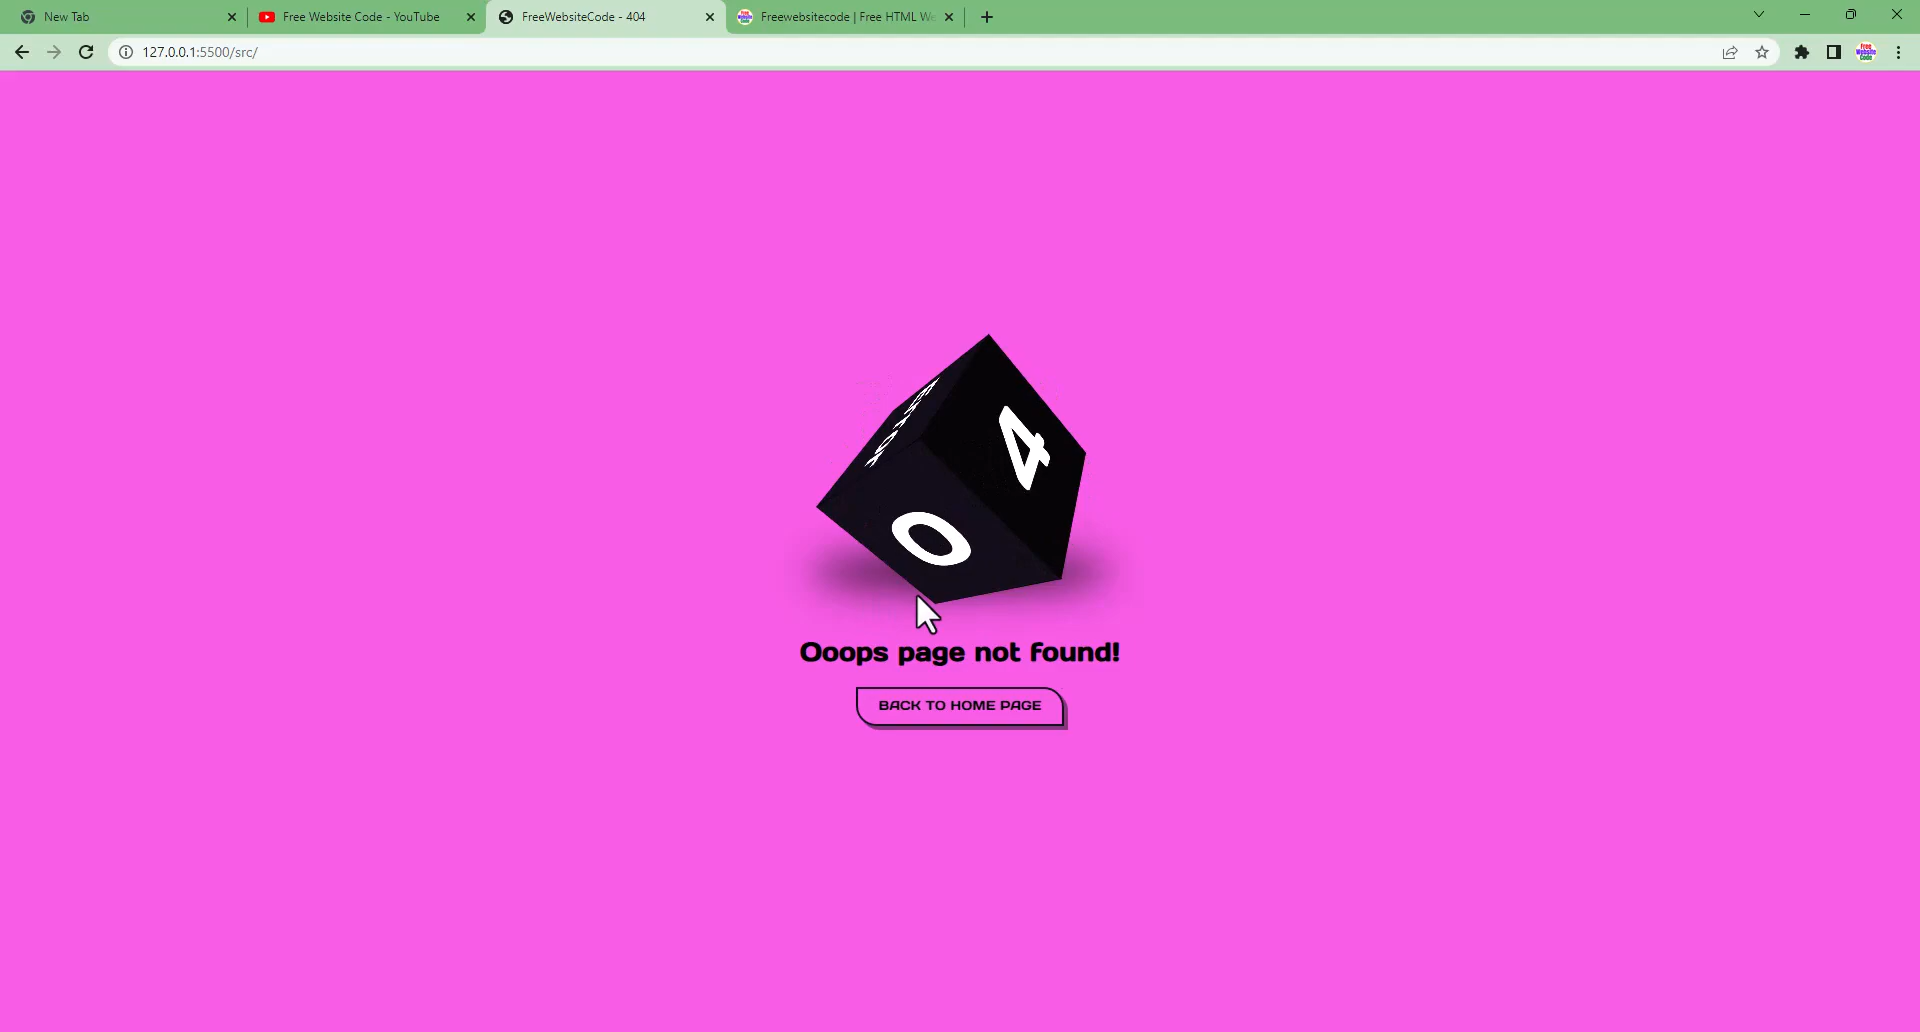 New Tab
Free Website Code - YouTube
FreeWebsiteCode - 404
Freewebsitecode | Free HTML We
127.0.0.1:5500/src/
4
0
Ooops page not found!
BACK TO HOME PAGE